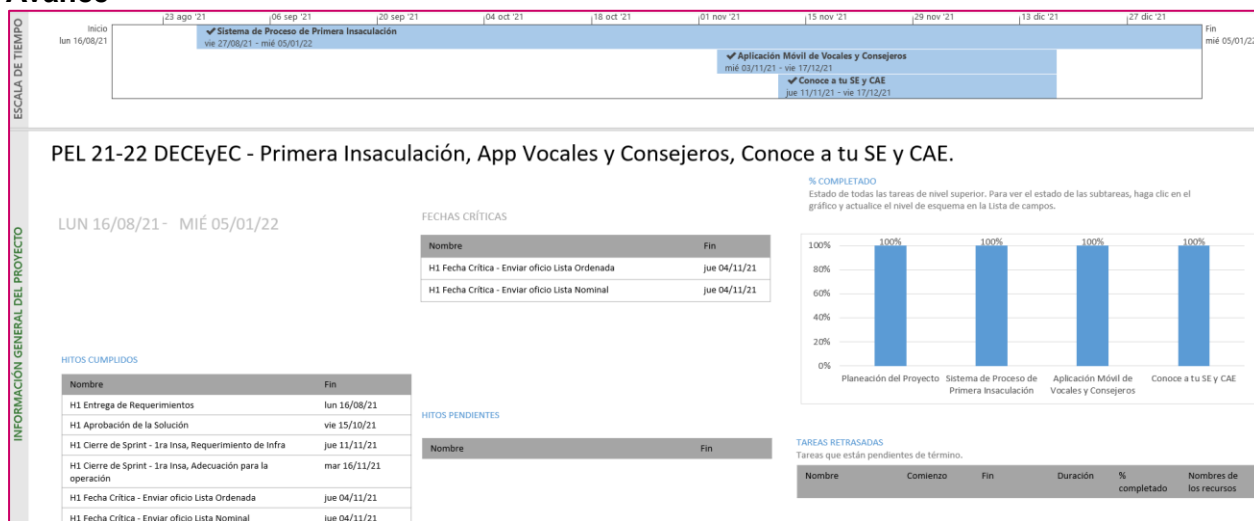 Avance
ESCALA DE TIEMPO
23 ago '21 06 sep '21 20 sep '21 04 oct '21 18 oct '21 01 nov '21 15 nov '21 29 nov '21 13 dic '21 27 dic '21
Inicio
lun 16/08/21
✔Sistema de Proceso de Primera Insaculación
vie 27/08/21 - mié 05/01/22
✔Aplicación Móvil de Vocales y Consejeros
mié 03/11/21 - vie 17/12/21
✔Conoce a tu SE y CAE
jue 11/11/21 - vie 17/12/21
Fin
mié 05/01/22
INFORMACIÓN GENERAL DEL PROYECTO
PEL 21-22 DECEyEC - Primera Insaculación, App Vocales y Consejeros, Conoce a tu SE y CAE.
LUN 16/08/21 - MIÉ 05/01/22
FECHAS CRÍTICAS
Nombre Fin
H1 Fecha Crítica - Enviar oficio Lista Ordenada jue 04/11/21
H1 Fecha Crítica - Enviar oficio Lista Nominal jue 04/11/21
% COMPLETADO
Estado de todas las tareas de nivel superior. Para ver el estado de las subtareas, haga clic en el
gráfico y actualice el nivel de esquema en la Lista de campos.
100% 100% 100% 100%
100%
80%
60%
40%
20%
0%
Planeación del Proyecto
Sistema de Proceso de
Primera Insaculación
Aplicación Móvil de
Vocales y Consejeros
Conoce a tu SE y CAE
HITOS CUMPLIDOS
Nombre Fin
H1 Entrega de Requerimientos lun 16/08/21
H1 Aprobación de la Solución vie 15/10/21
H1 Cierre de Sprint - 1ra Insa, Requerimiento de Infra jue 11/11/21
H1 Cierre de Sprint - 1ra Insa, Adecuación para la mar 16/11/21
operación
H1 Fecha Crítica - Enviar oficio Lista Ordenada jue 04/11/21
H1 Fecha Crítica - Enviar oficio Lista Nominal jue 04/11/21
HITOS PENDIENTES
Nombre Fin
TAREAS RETRASADAS
Tareas que están pendientes de término.
Nombre Comienzo Fin Duración % Nombres de
completado los recursos